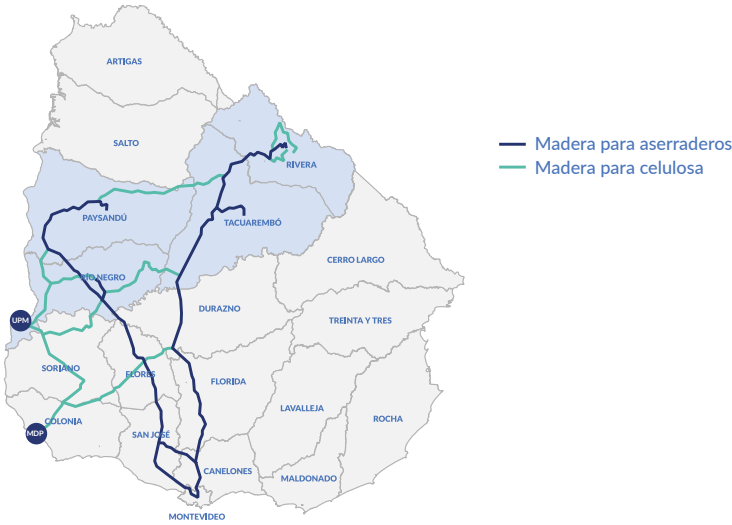 ARTIGAS
SALTO
Madera para aserraderos
RIVERA
Madera para celulosa
PAYSANDÚ
TACUAREMBÓ
CERRO LARGO
RÍO NEGRO
DURAZNO
UPM
TREINTA Y TRES
SORIANO
FLORES
FLORIDA
LAVALLEJA
ROCHA
COLONIA
MDP
SAN JOSÉ
CANELONES
MALDONADO
MONTEVIDEO